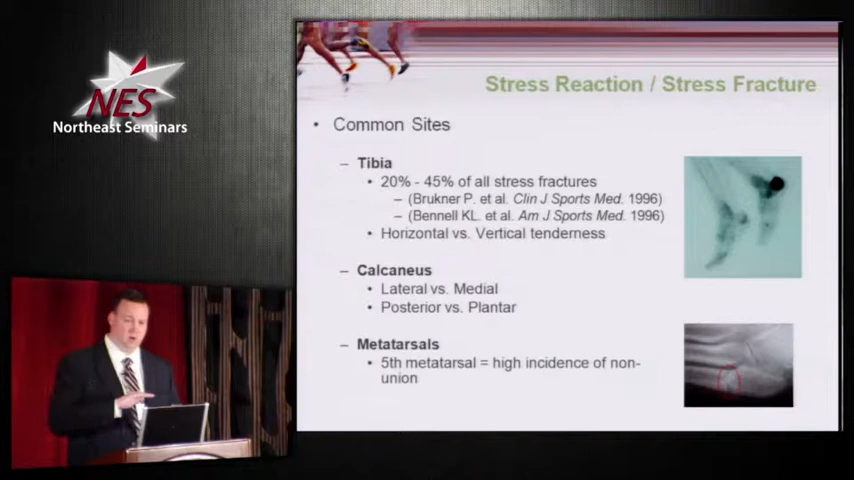 NES
Northeast Seminars
Stress Reaction / Stress Fracture
• Common Sites
– Tibia
• 20% - 45% of all stress fractures
– (Brukner P. et al. Clin J Sports Med. 1996)
– (Bennell KL. et al. Am J Sports Med. 1996)
• Horizontal vs. Vertical tenderness
– Calcaneus
• Lateral vs. Medial
• Posterior vs. Plantar
– Metatarsals
• 5th metatarsal = high incidence of non-
union